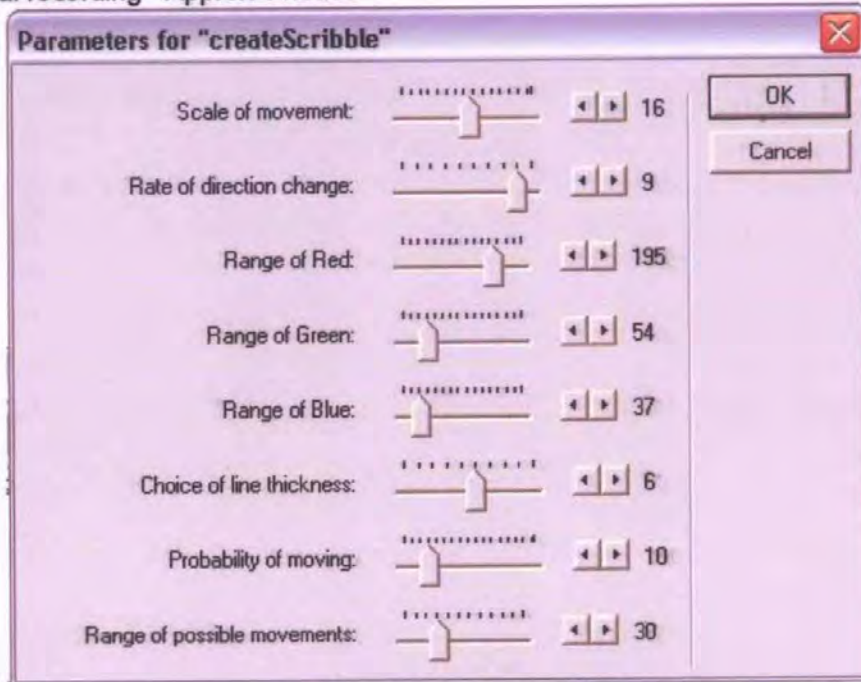 Parameters for "createScribble"
Scale of movement: 16 OK
Cancel
Rate of direction change: 9
Range of Red: 195
Range of Green: 54
Range of Blue: 37
Choice of line thickness: 6
Probability of moving: 10
Range of possible movements: 30